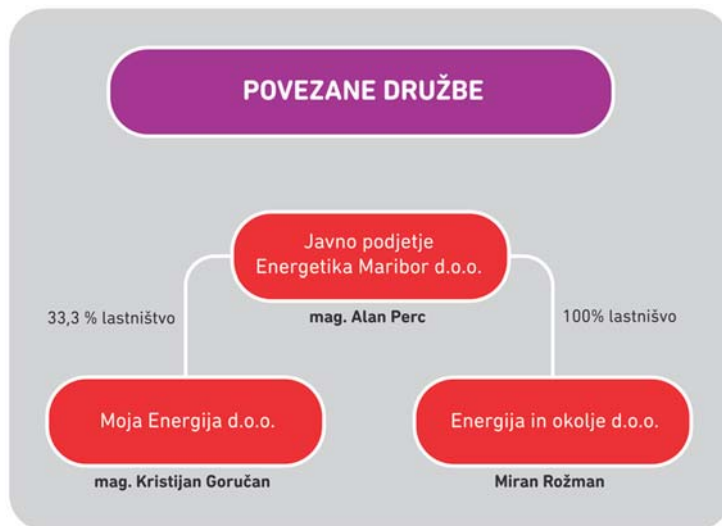 POVEZANE DRUŽBE
Javno podjetje
Energetika Maribor d.o.o.
mag. Alan Perc
33,3 % lastništvo
100% lastnišvo
Moja Energija d.o.o.
Energija in okolje d.o.o.
mag. Kristijan Goručan
Miran Rožman